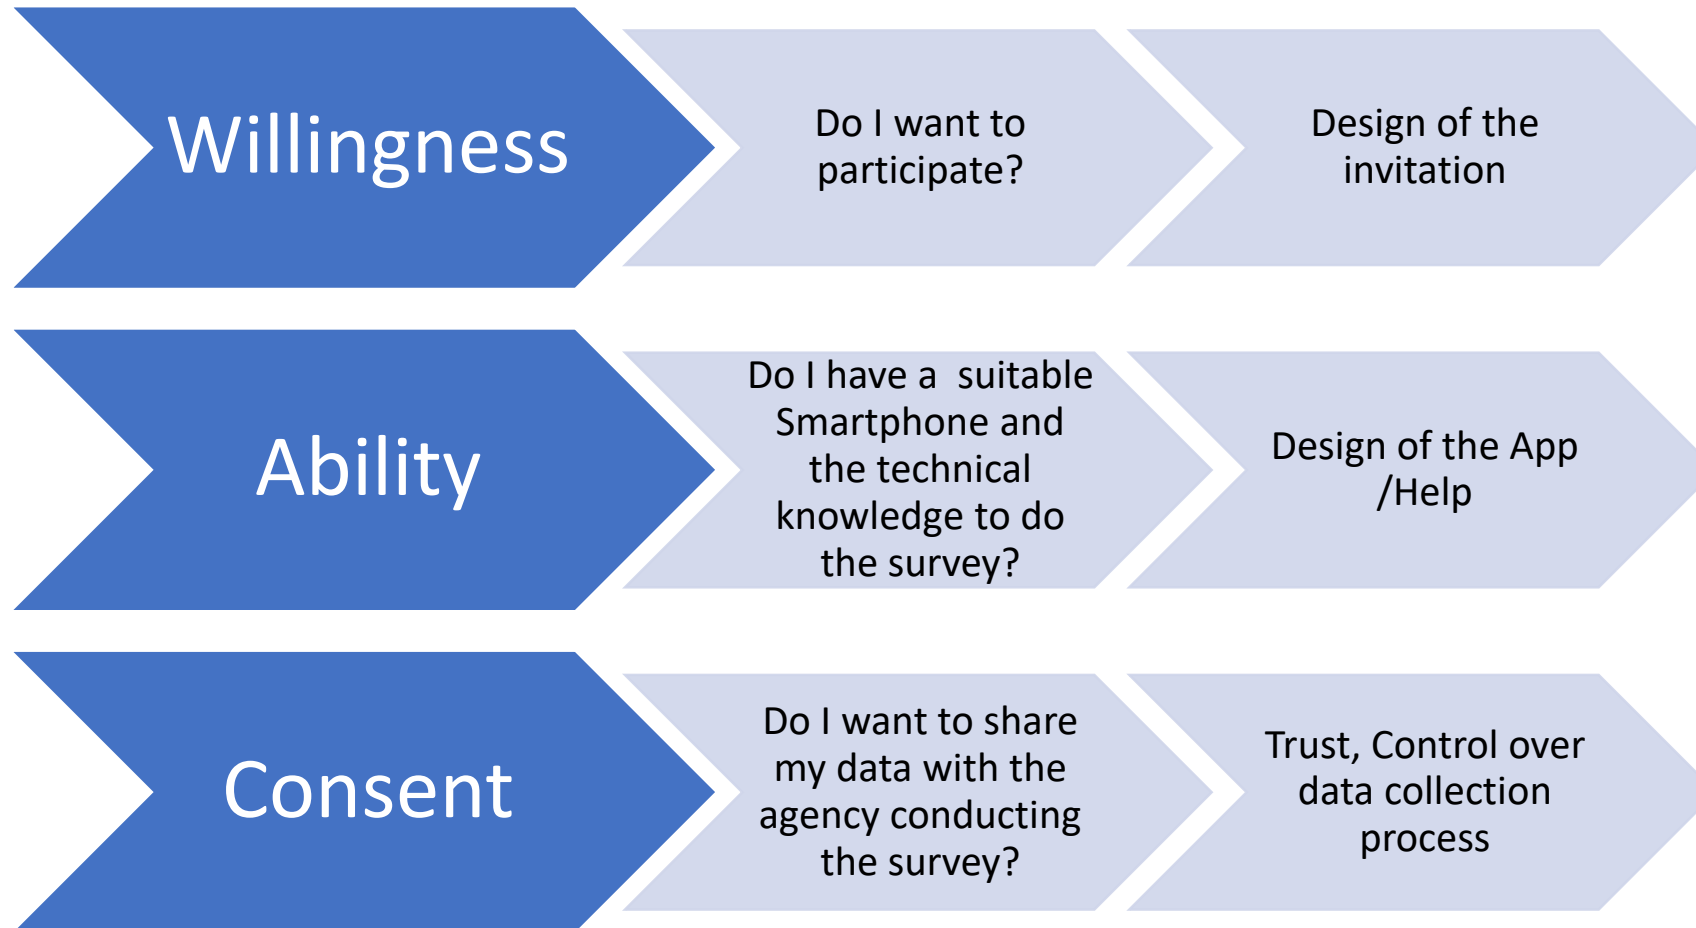 Willingness
Do I want to
participate?
Design of the
invitation
Ability
Do I have a  suitable
Smartphone and
the technical
knowledge to do
the survey?
Design of the App
/Help
Consent
Do I want to share
my data with the
agency conducting
the survey?
Trust, Control over
data collection
process